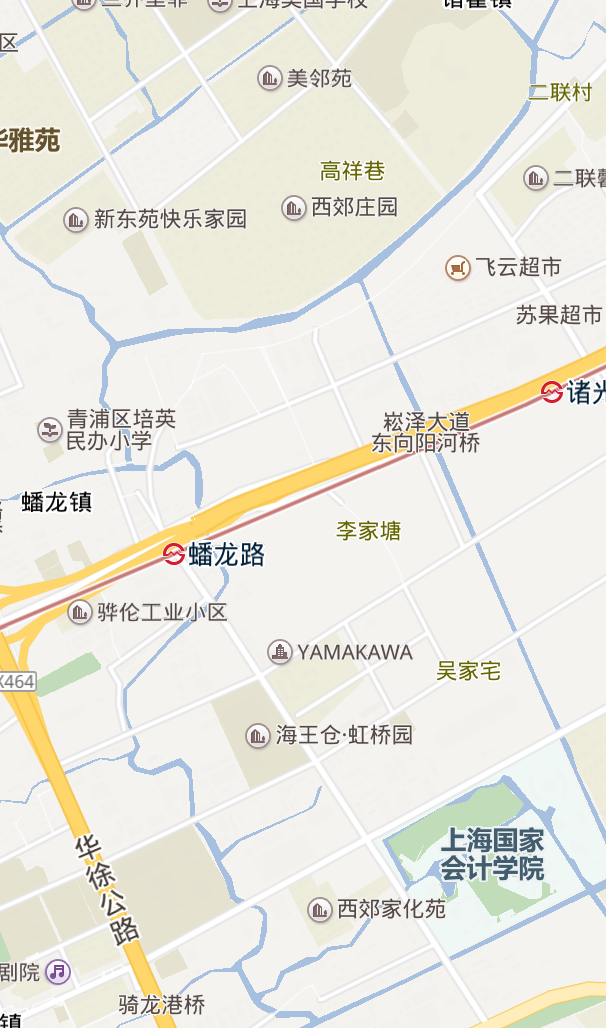 美邻苑
二联村
华雅苑
高祥巷
西郊庄园
新东苑快乐家园
飞云超市
苏果超市
崧泽大道
东向阳河桥
青浦区培英
民办小学
蟠龙镇
李家塘
蟠龙路
骅伦工业小区
YAMAKAWA
吴家宅
X464
海王仓·虹桥园
上海国家
会计学院
华徐公路
西郊家化苑
剧院
骑龙港桥
镇